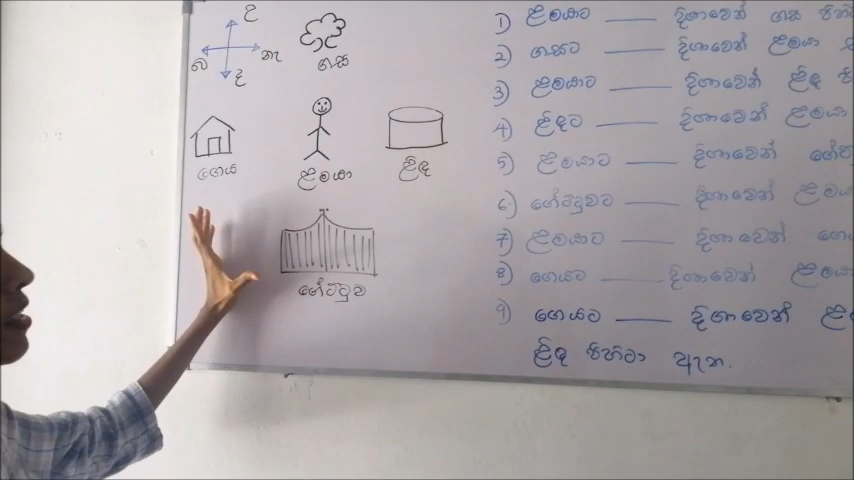 උ
බ නැ
ද
ගස
ගෙය
ළමයා
ළිඳ
ගේට්ටුව
1) ළමයාට ____ දිශාවෙන් ගස
2) ගසට ____ දිශාවෙන් ළමයා
3) ළමයාට ____ දිශාවෙන් ළිඳ
4) ළිඳට ____ දිශාවෙන් ළමයා
5) ළමයාට ____ දිශාවෙන්
6) ගේට්ටුවට ____ දිශාවෙන්
7) ළමයාට ____ දිශාවෙන්
8) ගෙයට ____ දිශාවෙන් ළමයා
9) ගෙයට ____ දිශාවෙන්
ළිඳ පිහිටා ඇත.